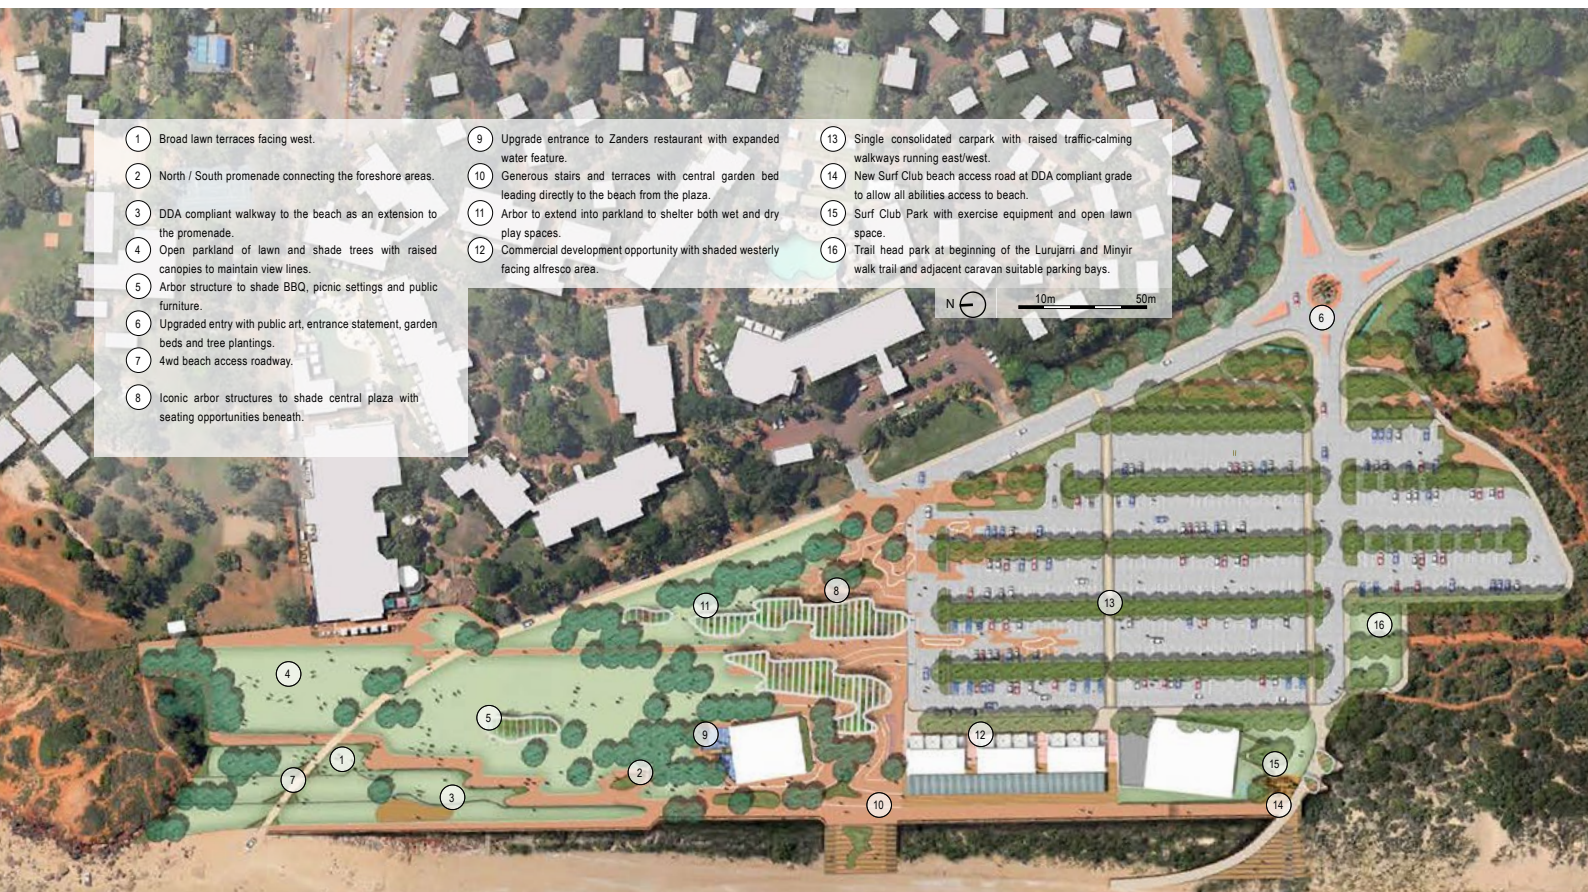 1 Broad lawn terraces facing west.
2 North / South promenade connecting the foreshore areas.
3 DDA compliant walkway to the beach as an extension to
the promenade.
4 Open parkland of lawn and shade trees with raised
canopies to maintain view lines.
5 Arbor structure to shade BBQ, picnic settings and public
furniture.
6 Upgraded entry with public art, entrance statement, garden
beds and tree plantings.
7 4wd beach access roadway.
8 Iconic arbor structures to shade central plaza with
seating opportunities beneath.
9 Upgrade entrance to Zanders restaurant with expanded
water feature.
10 Generous stairs and terraces with central garden bed
leading directly to the beach from the plaza.
11 Arbor to extend into parkland to shelter both wet and dry
play spaces.
12 Commercial development opportunity with shaded westerly
facing alfresco area.
13 Single consolidated carpark with raised traffic-calming
walkways running east/west.
14 New Surf Club beach access road at DDA compliant grade
to allow all abilities access to beach.
15 Surf Club Park with exercise equipment and open lawn
space.
16 Trail head park at beginning of the Lurujarri and Minyir
walk trail and adjacent caravan suitable parking bays.
N 10m 50m
6
8
11
13
16
4
5
9
12
1
2
7
3
15
10
14